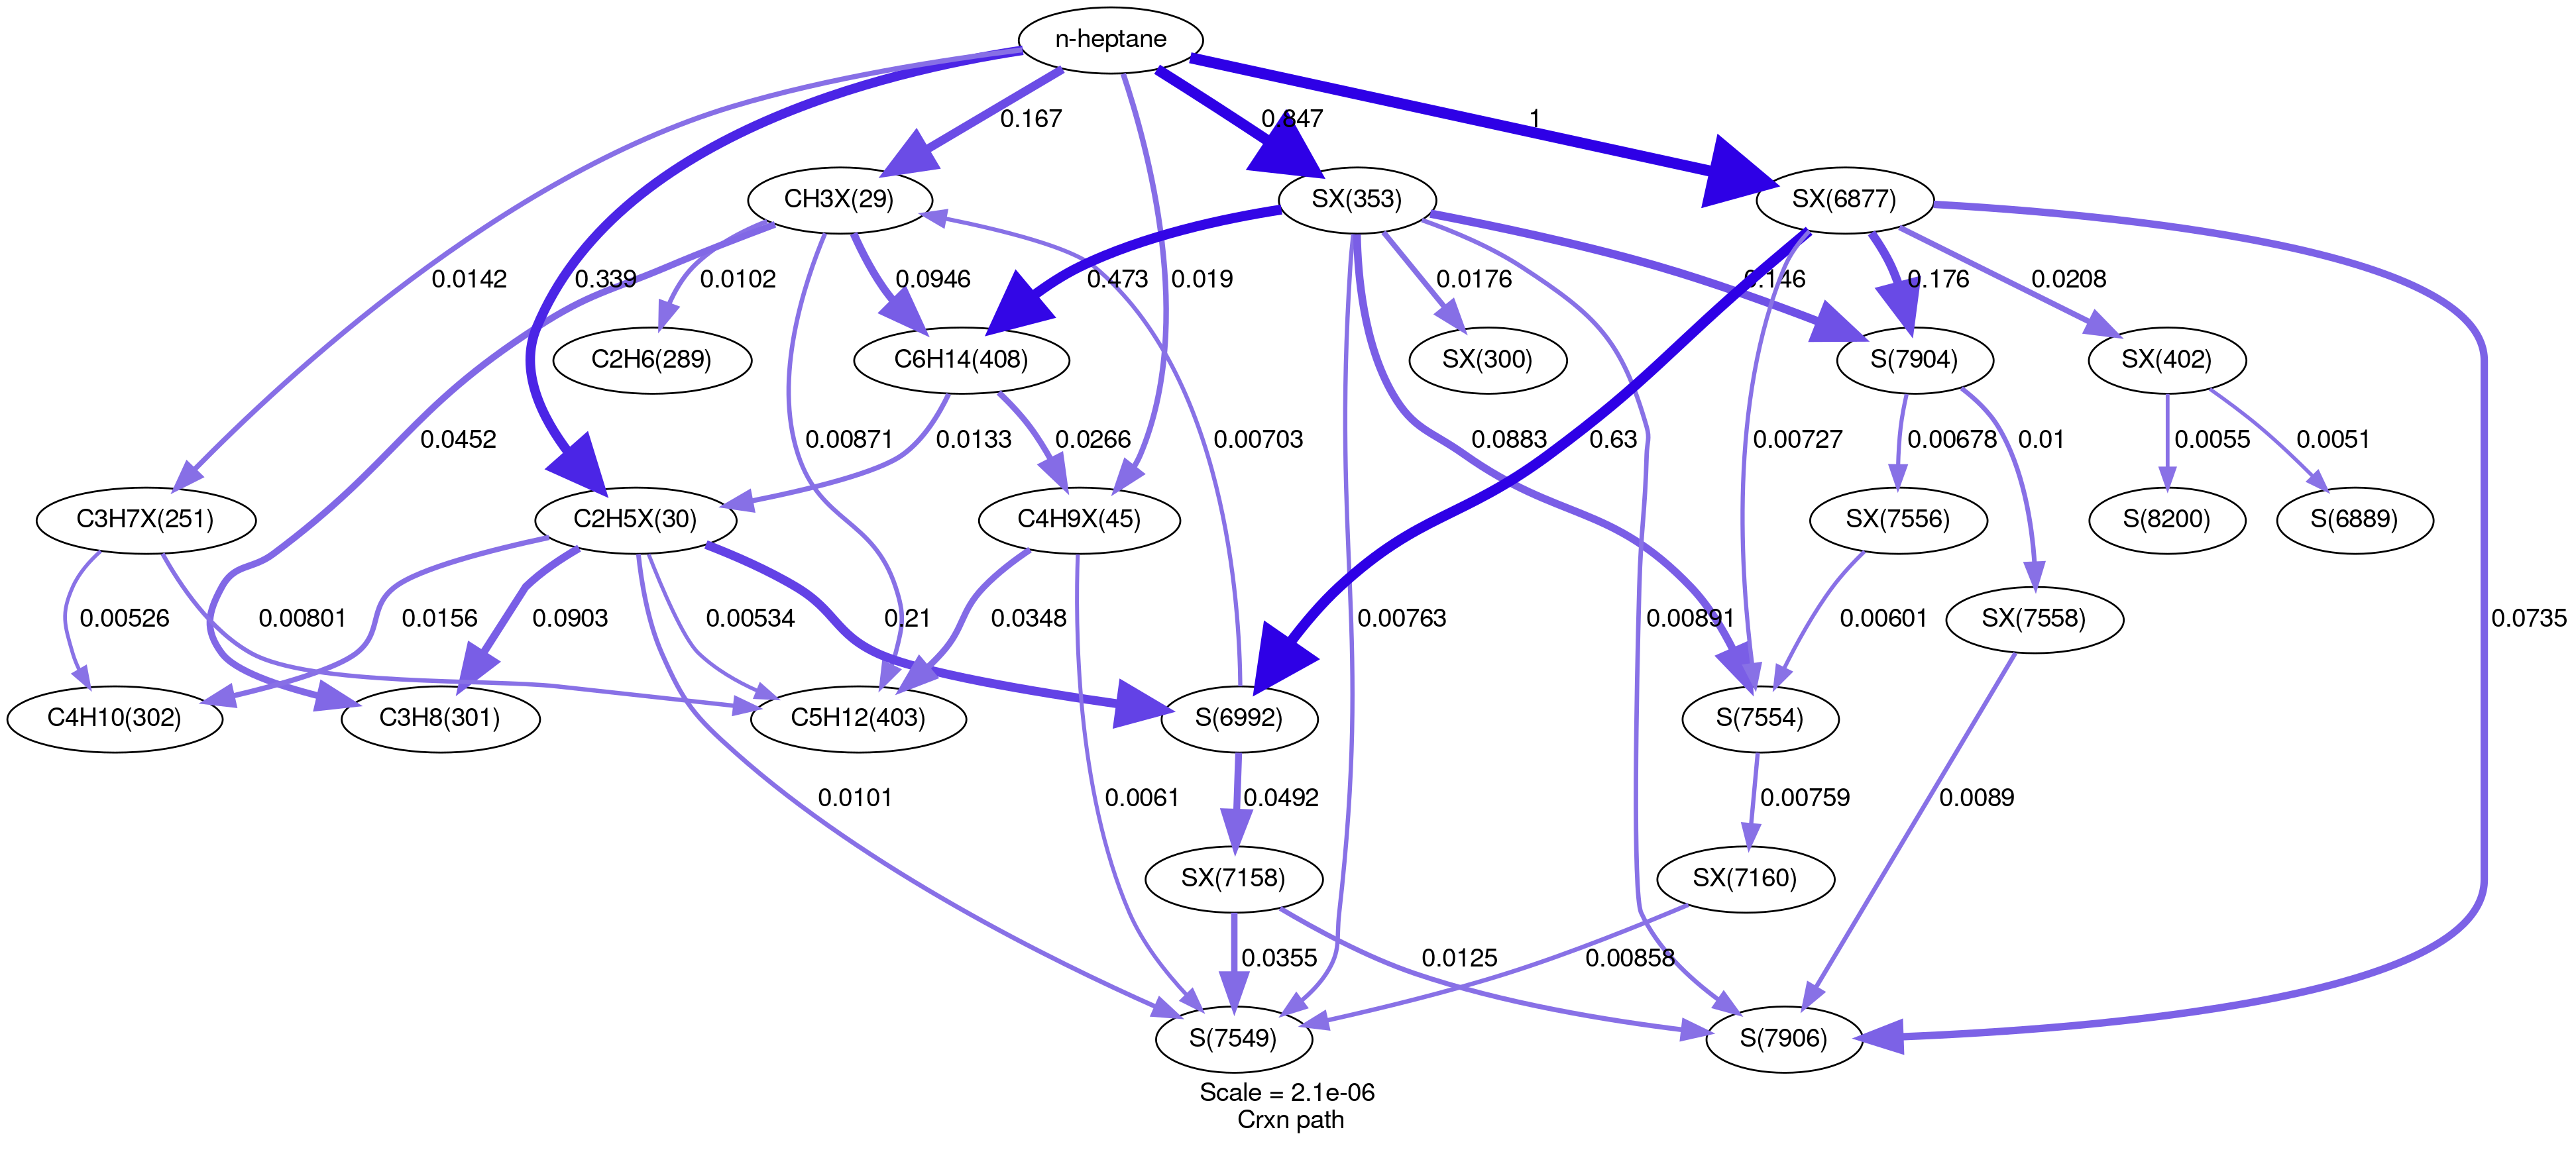 n-heptane
0.167
0.847
1
CH3X(29)
SX(353)
SX(6877)
0.0142
0.339
0.0102
0.0946
0.473
0.019
0.0176
0.146
0.176
0.0208
C2H6(289)
C6H14(408)
SX(300)
S(7904)
SX(402)
0.0452
0.00871
0.0133
0.0266
0.00703
0.0883
0.63
0.00727
0.00678
0.01
0.0055
0.0051
C3H7X(251)
C2H5X(30)
C4H9X(45)
SX(7556)
S(8200)
S(6889)
0.00526
0.00801
0.0156
0.0903
0.00534
0.21
0.0348
0.00763
0.00891
0.00601
SX(7558)
0.0735
C4H10(302)
C3H8(301)
C5H12(403)
S(6992)
S(7554)
0.0101
0.0061
0.0492
0.00759
0.0089
SX(7158)
SX(7160)
0.0355
0.0125
0.00858
S(7549)
S(7906)
Scale = 2.1e-06
Crxn path